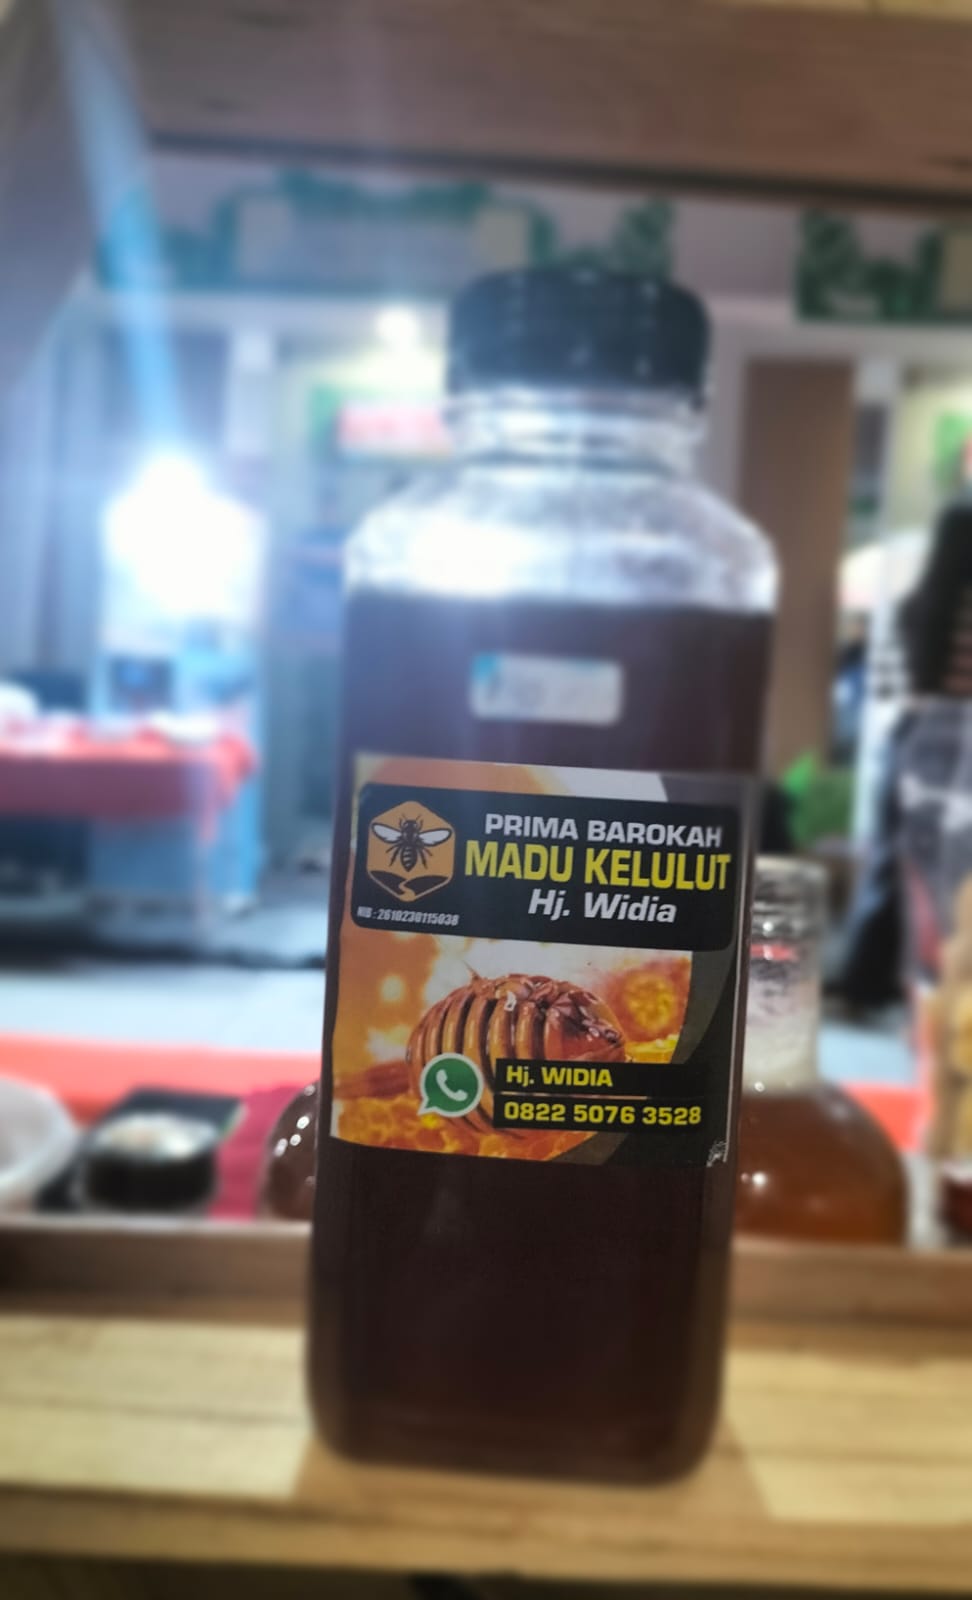 PRIMA BAROKAH
MADU KELULUT
Hj. Widia
NIB : 2610230115038
Hj. WIDIA
0822 5076 3528